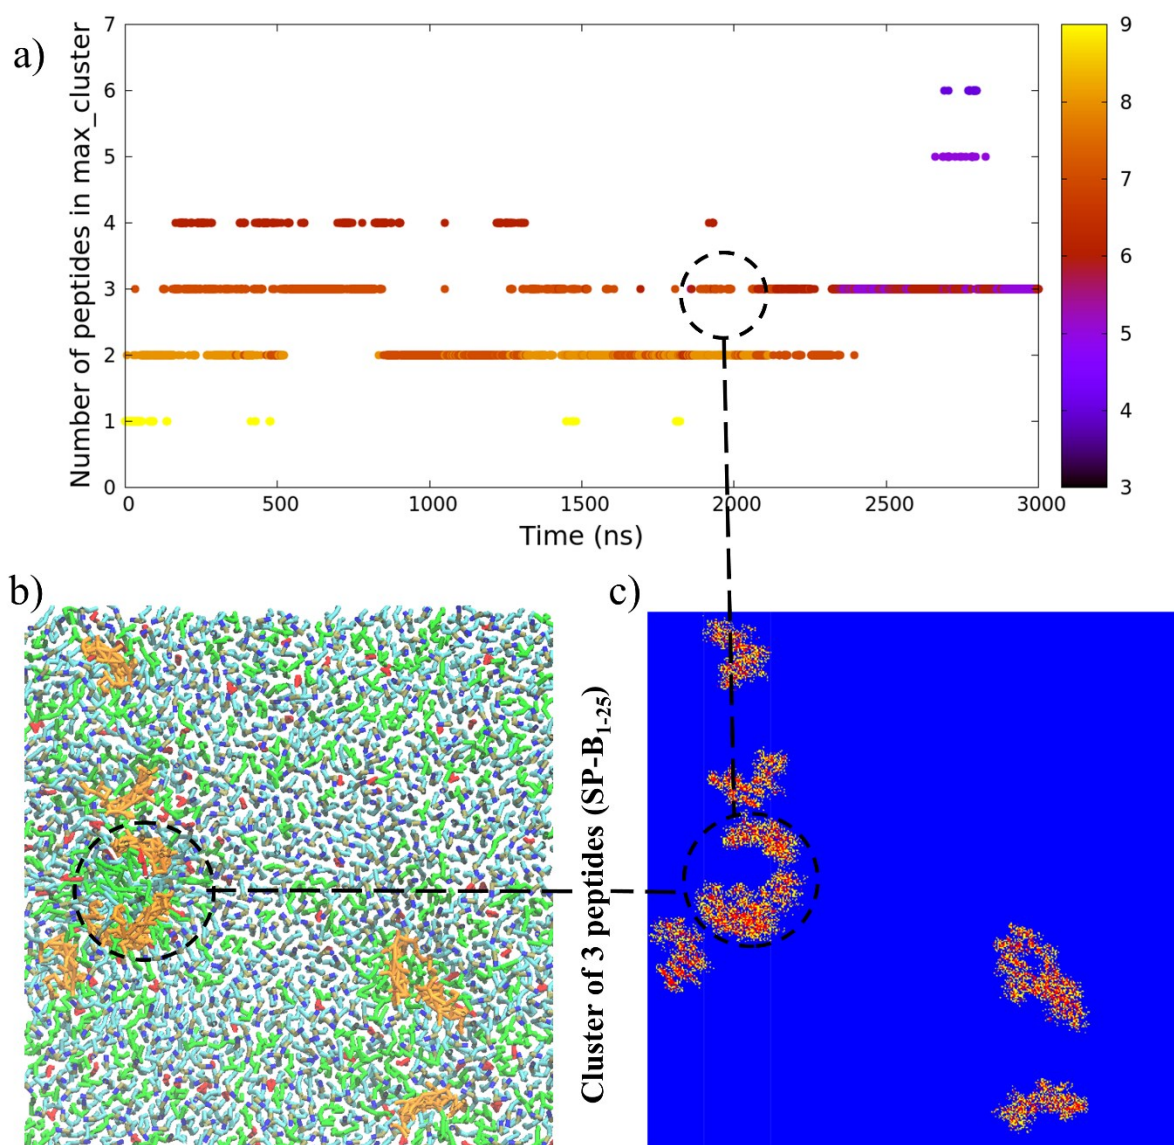 a)
Number of peptides in max_cluster
7
6
5
4
3
2
1
0
0 500 1000 1500 2000 2500 3000
Time (ns)
9
8
7
6
5
4
3
b)
Cluster of 3 peptides (SP-B1-25)
c)